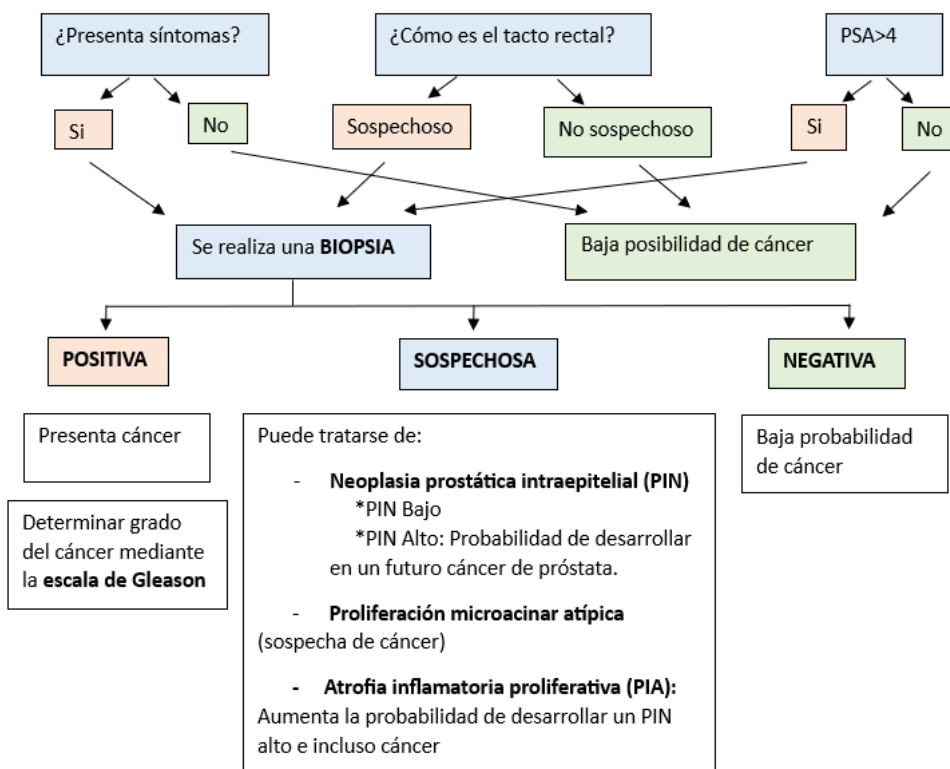 ¿Presenta síntomas?
¿Cómo es el tacto rectal?
PSA>4
Si
No
Sospechoso
No sospechoso
Si
No
Se realiza una BIOPSIA
Baja posibilidad de cáncer
POSITIVA
SOSPECHOSA
NEGATIVA
Presenta cáncer
Determinar grado
del cáncer mediante
la escala de Gleason
Puede tratarse de:
- Neoplasia prostática intraepitelial (PIN)
*PIN Bajo
*PIN Alto: Probabilidad de desarrollar
en un futuro cáncer de próstata.
- Proliferación microacinar atípica
(sospecha de cáncer)
- Atrofia inflamatoria proliferativa (PIA):
Aumenta la probabilidad de desarrollar un PIN
alto e incluso cáncer
Baja probabilidad
de cáncer